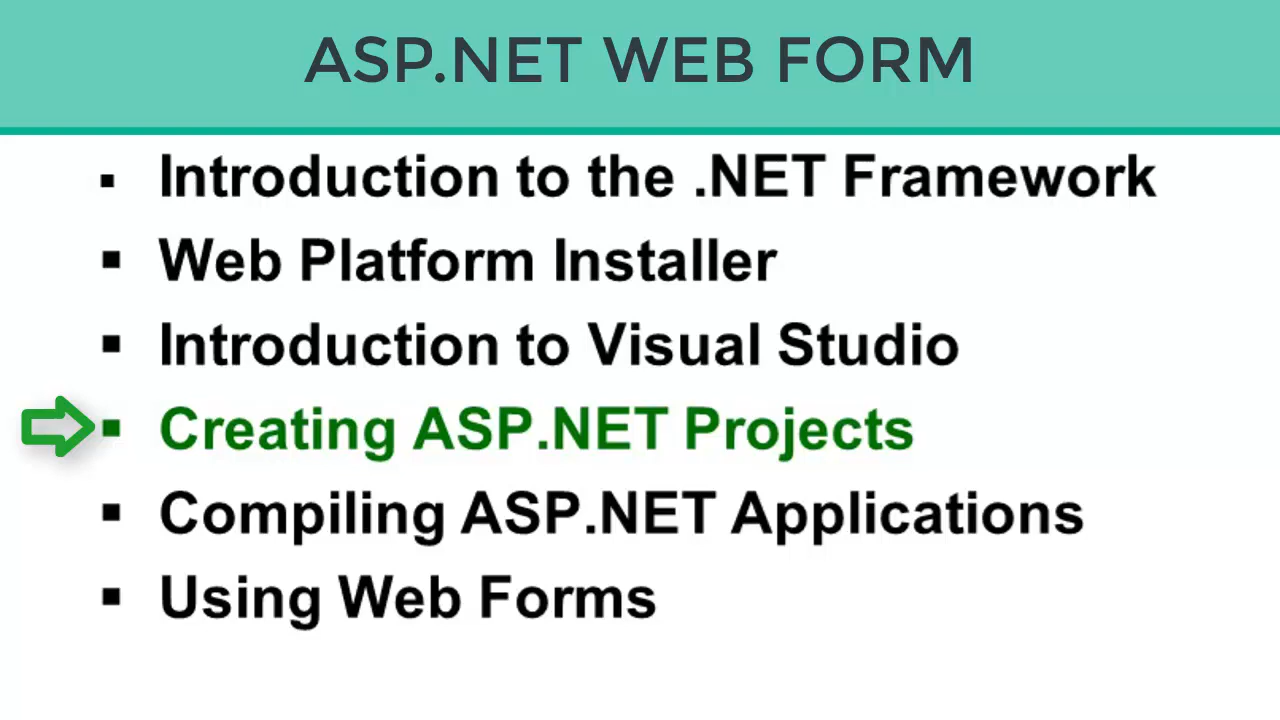 ASP.NET WEB FORM
▪ Introduction to the .NET Framework
▪ Web Platform Installer
▪ Introduction to Visual Studio
▪ Creating ASP.NET Projects
▪ Compiling ASP.NET Applications
▪ Using Web Forms